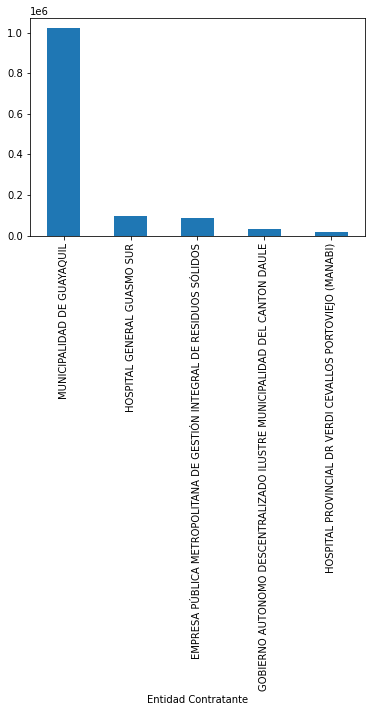 1e6
1.0
0.8
0.6
0.4
0.2
0.0
MUNICIPALIDAD DE GUAYAQUIL
HOSPITAL GENERAL GUASMO SUR
EMPRESA PÚBLICA METROPOLITANA DE GESTIÓN INTEGRAL DE RESIDUOS SÓLIDOS
GOBIERNO AUTONOMO DESCENTRALIZADO ILUSTRE MUNICIPALIDAD DEL CANTON DAULE
HOSPITAL PROVINCIAL DR VERDI CEVALLOS PORTOVIEJO (MANABI)
Entidad Contratante